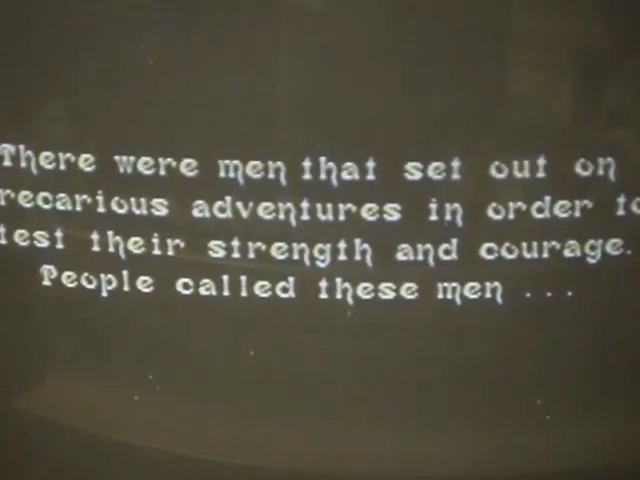 There were men that set out on
recarious adventures in order to
test their strength and courage.
People called these men ...